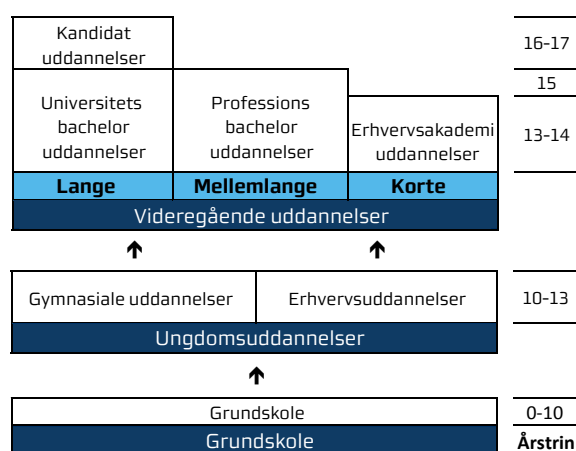 Kandidat
uddannelser
16-17
15
Universitets
bachelor
uddannelser
Professions
bachelor
uddannelser
Erhvervsakademi
uddannelser
13-14
Lange
Mellemlange
Korte
Videregående uddannelser
Gymnasiale uddannelser
Erhvervsuddannelser
10-13
Ungdomsuddannelser
Grundskole
0-10
Grundskole
Årstrin